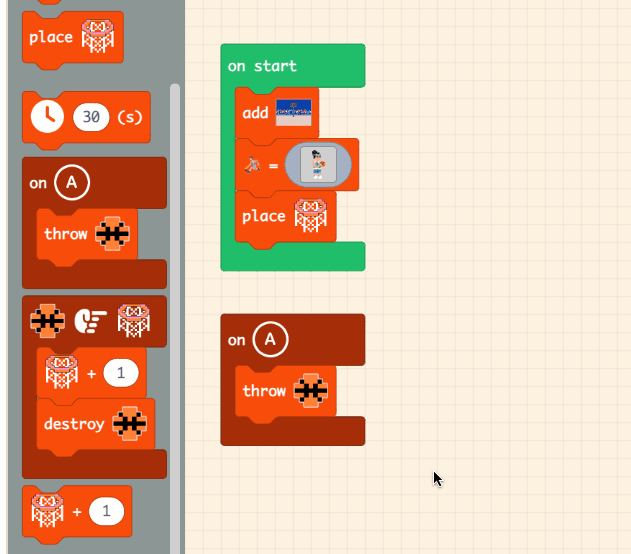 place
30 (s)
on A
throw
+ 1
destroy
+ 1
on start
add
=
place
on A
throw